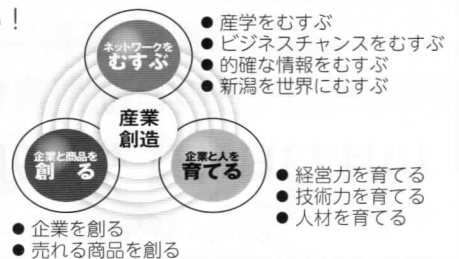 い！
ネットワークを
むすぶ
● 産学をむすぶ
● ビジネスチャンスをむすぶ
● 的確な情報をむすぶ
● 新潟を世界にむすぶ
産業
創造
企業と商品を
創る
企業と人を
育てる
● 経営力を育てる
● 技術力を育てる
● 人材を育てる
● 企業を創る
● 売れる商品を創る